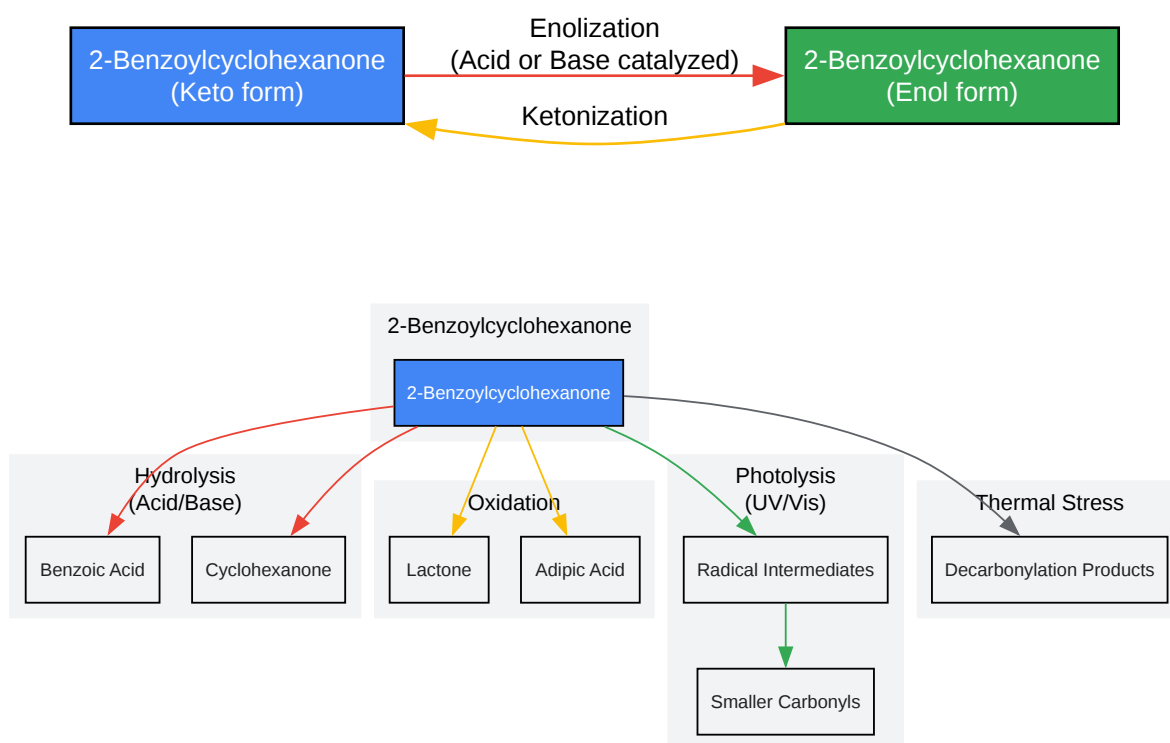 Enolization
(Acid or Base catalyzed)
2-Benzoylcyclohexanone
(Keto form)
2-Benzoylcyclohexanone
(Enol form)
Ketonization
2-Benzoylcyclohexanone
2-Benzoylcyclohexanone
Hydrolysis
(Acid/Base)
Benzoic Acid
Cyclohexanone
Oxidation
Lactone
Adipic Acid
Photolysis
(UV/Vis)
Radical Intermediates
Smaller Carbonyls
Thermal Stress
Decarbonylation Products